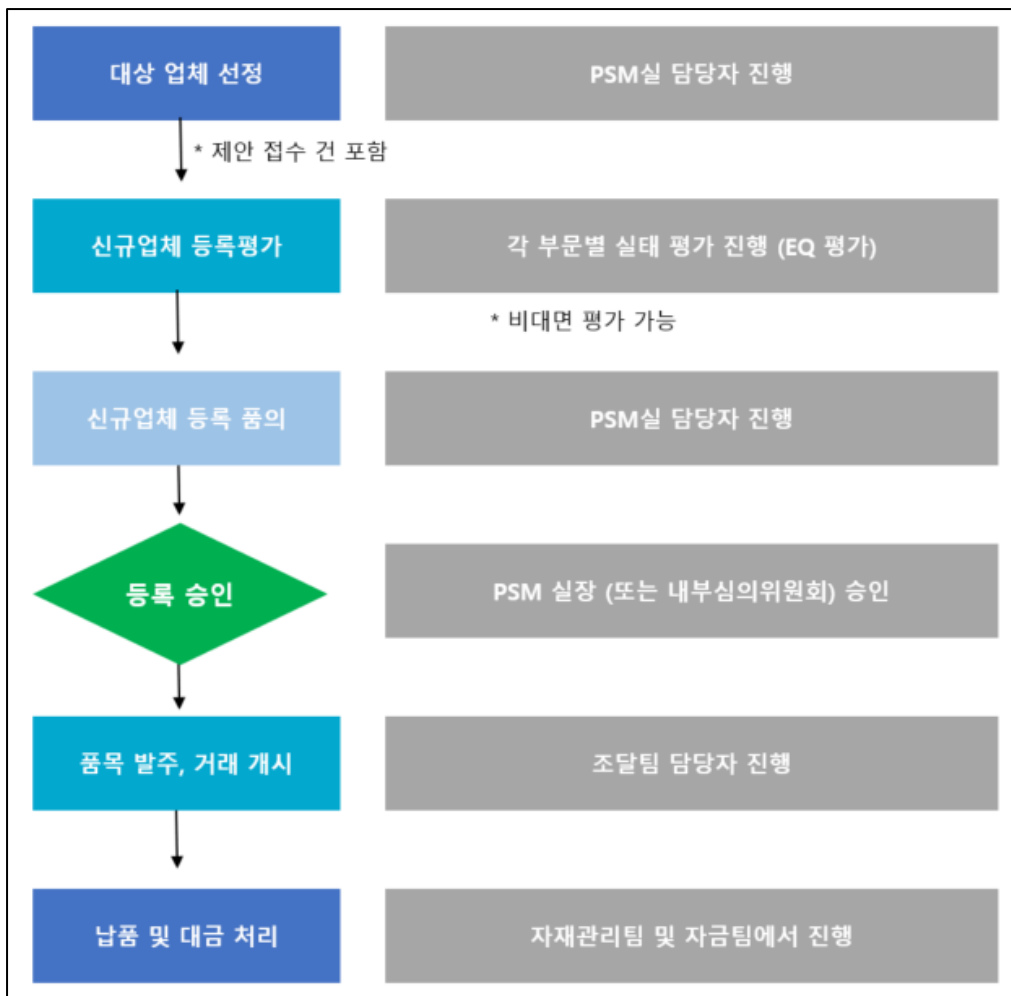 대상 업체 선정
PSM실 담당자 진행
* 제안 접수 건 포함
신규업체 등록평가
각 부문별 실태 평가 진행 (EQ 평가)
* 비대면 평가 가능
신규업체 등록 품의
PSM실 담당자 진행
등록 승인
PSM 실장 (또는 내부심의위원회) 승인
품목 발주, 거래 개시
조달팀 담당자 진행
납품 및 대금 처리
자재관리팀 및 자금팀에서 진행